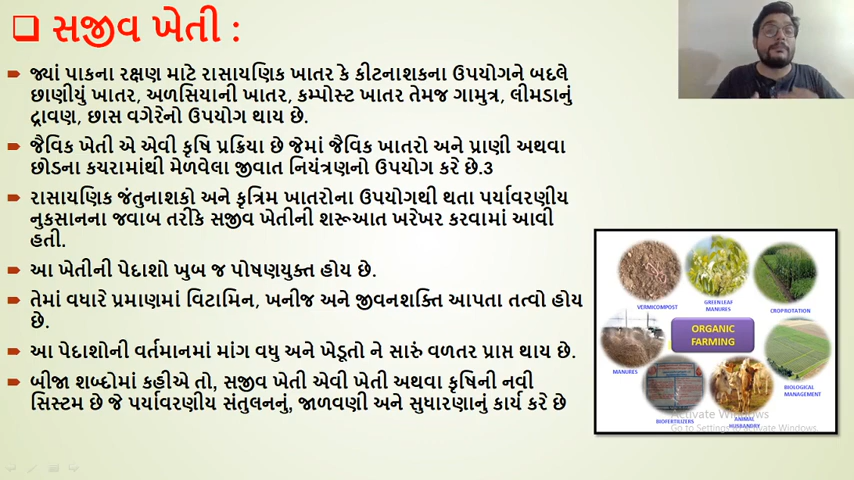 ❑ સજીવ ખેતી :
જ્યાં પાકના રક્ષણ માટે રાસાયણિક ખાતર કે કીટનાશકના ઉપયોગને બદલે
છાણીયું ખાતર, અળસિયાની ખાતર, કમ્પોસ્ટ ખાતર તેમજ ગામુત્ર, લીમડાનું
દ્રાવણ, છાસ વગેરેનો ઉપયોગ થાય છે.
જૈવિક ખેતી એ એવી કૃષિ પ્રક્રિયા છે જેમાં જૈવિક ખાતરો અને પ્રાણી અથવા
છોડના કચરામાંથી મેળવેલા જીવાત નિયંત્રણનો ઉપયોગ કરે છે.3
રાસાયણિક જંતુનાશકો અને કૃત્રિમ ખાતરોના ઉપયોગથી થતા પર્યાવરણીય
નુકસાનના જવાબ તરીકે સજીવ ખેતીની શરૂઆત ખરેખર કરવામાં આવી
હતી.
આ ખેતીની પેદાશો ખુબ જ પોષણયુક્ત હોય છે.
તેમાં વધારે પ્રમાણમાં વિટામિન, ખનીજ અને જીવનશક્તિ આપતા તત્વો હોય
છે.
આ પેદાશોની વર્તમાનમાં માંગ વધુ અને ખેડૂતો ને સારું વળતર પ્રાપ્ત થાય છે.
બીજા શબ્દોમાં કહીએ તો, સજીવ ખેતી એવી ખેતી અથવા કૃષિની નવી
સિસ્ટમ છે જે પર્યાવરણીય સંતુલનનું, જાળવણી અને સુધારણાનું કાર્ય કરે છે
VERMICOMPOST
GREEN LEAF
MANURES
CROP ROTATION
ORGANIC
FARMING
MANURES
BIOLOGICAL
MANAGEMENT
BIOFERTILIZERS
ANIMAL
HUSBANDRY
Activate Windows
Go to Settings to activate Windows.